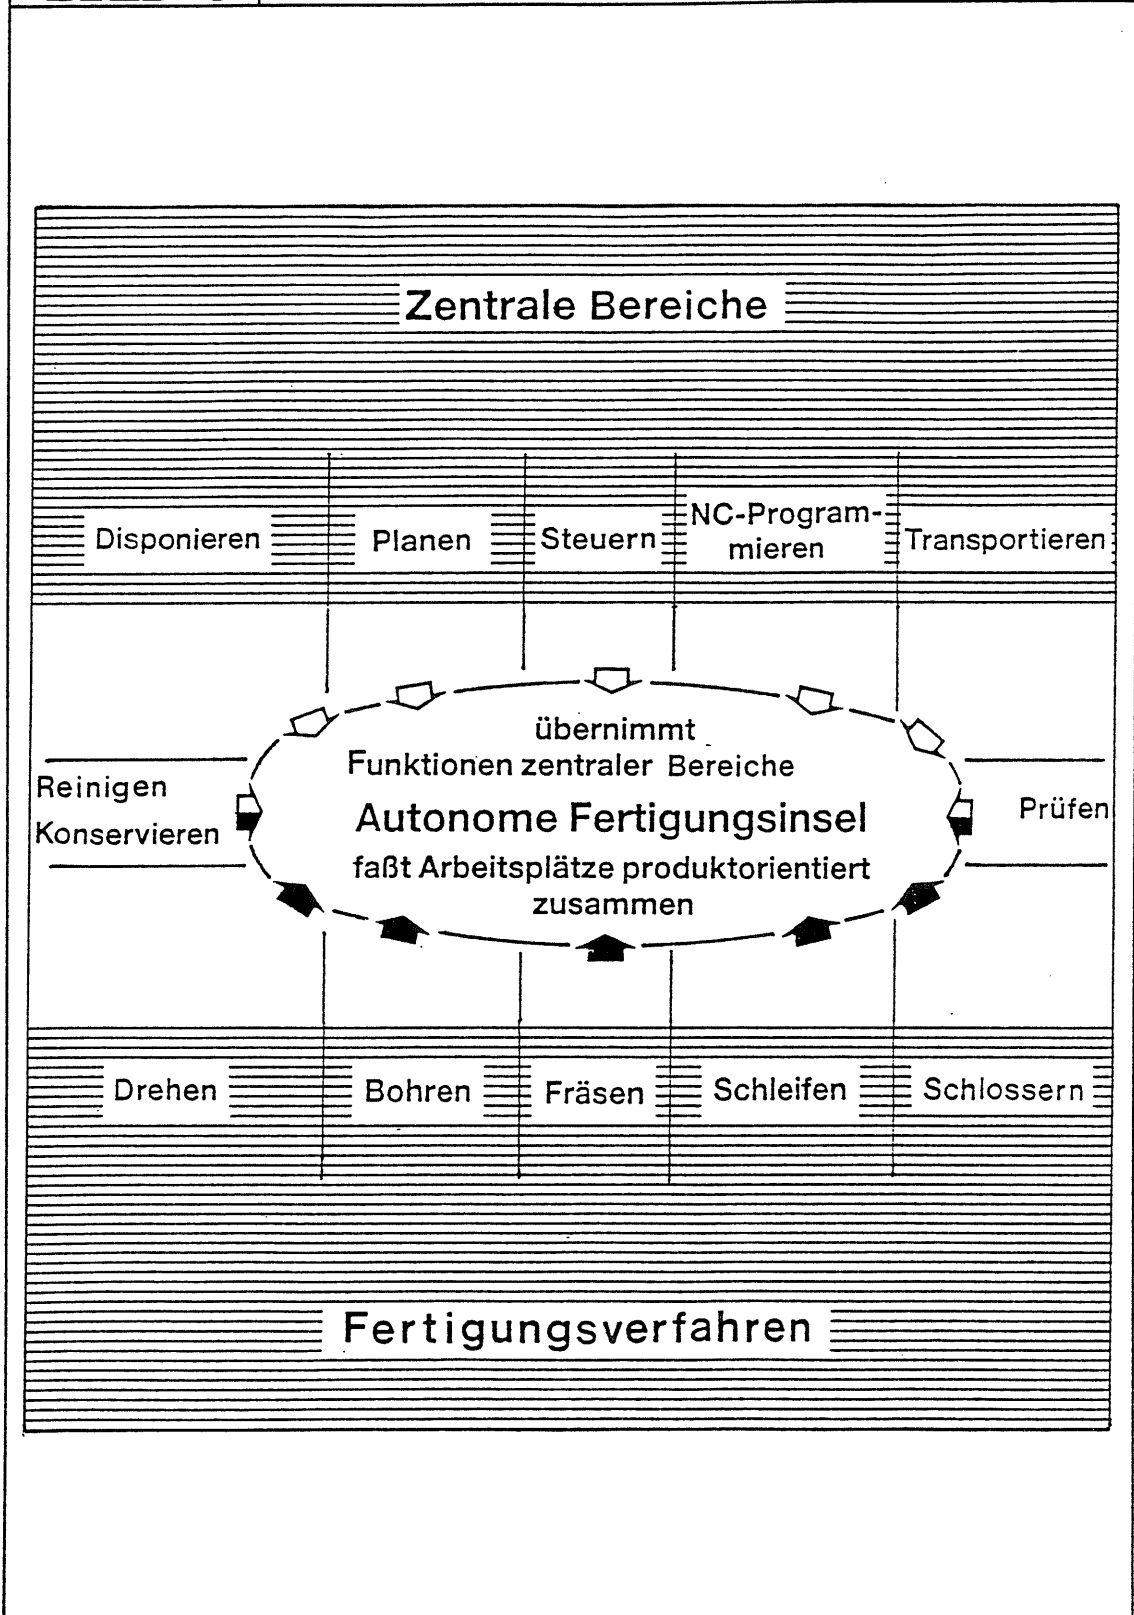 Zentrale Bereiche
Disponieren
Planen
Steuern
NC-Program-
mieren
Transportieren
übernimmt
Funktionen zentraler Bereiche
Autonome Fertigungsinsel
faßt Arbeitsplätze produktorientiert
zusammen
Reinigen
Konservieren
Prüfen
Drehen
Bohren
Fräsen
Schleifen
Schlossern
Fertigungsverfahren